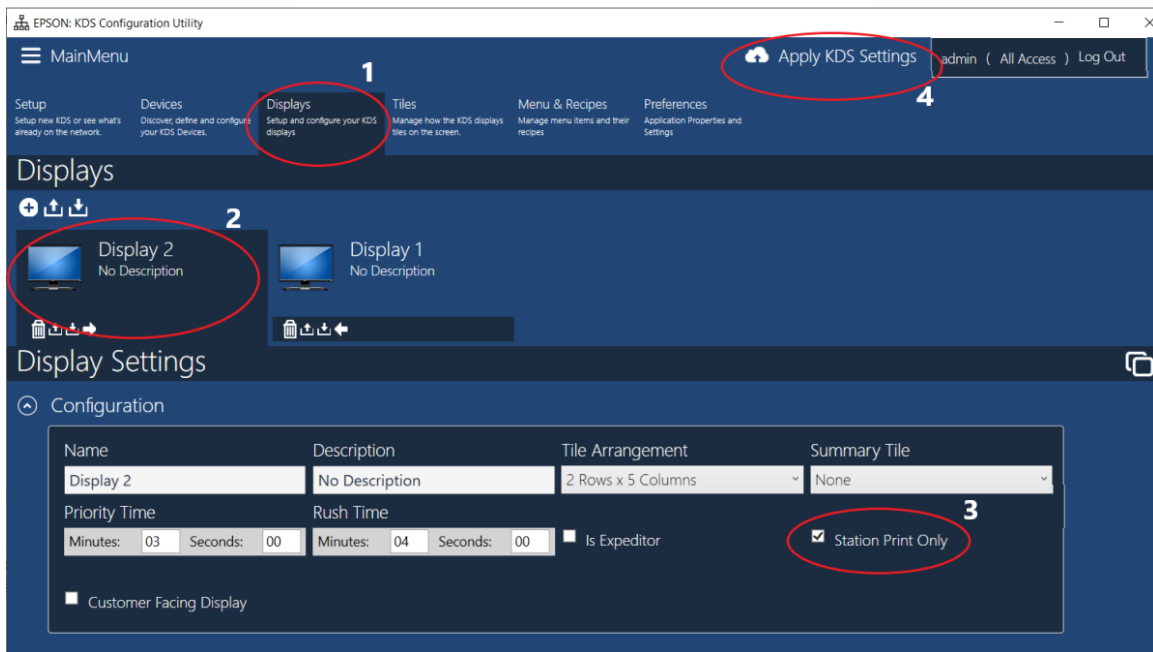 EPSON: KDS Configuration Utility
MainMenu
Apply KDS Settings
admin ( All Access ) Log Out
1
4
Setup
Setup new KDS or see what's
already on the network.
Devices
Discover, define and configure
your KDS Devices.
Displays
Setup and configure your KDS
displays
Tiles
Manage how the KDS displays
tiles on the screen.
Menu & Recipes
Manage menu items and their
recipes
Preferences
Application Properties and
Settings
Displays
2
Display 2
No Description
Display 1
No Description
Display Settings
Configuration
Name
Description
Tile Arrangement
Summary Tile
Display 2
No Description
2 Rows x 5 Columns
None
Priority Time
Rush Time
3
Minutes: 03 Seconds: 00
Minutes: 04 Seconds: 00
Is Expeditor
Station Print Only
Customer Facing Display